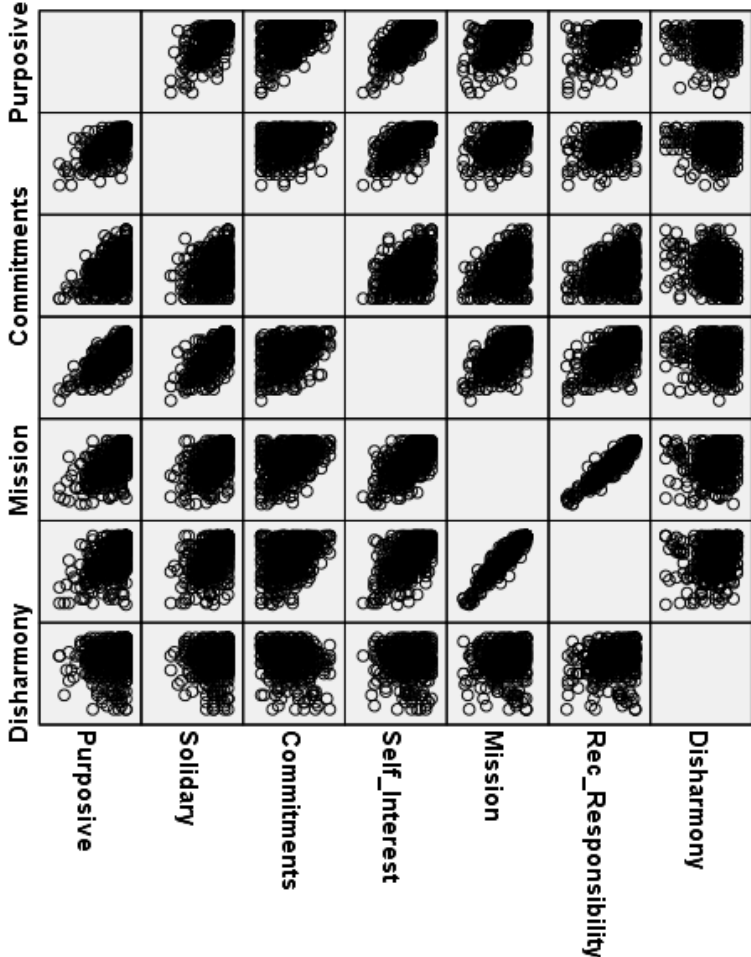 Purposive
Commitments
Mission
Disharmony
Purposive
Solidary
Commitments
Self_Interest
Mission
Rec_Responsibility
Disharmony